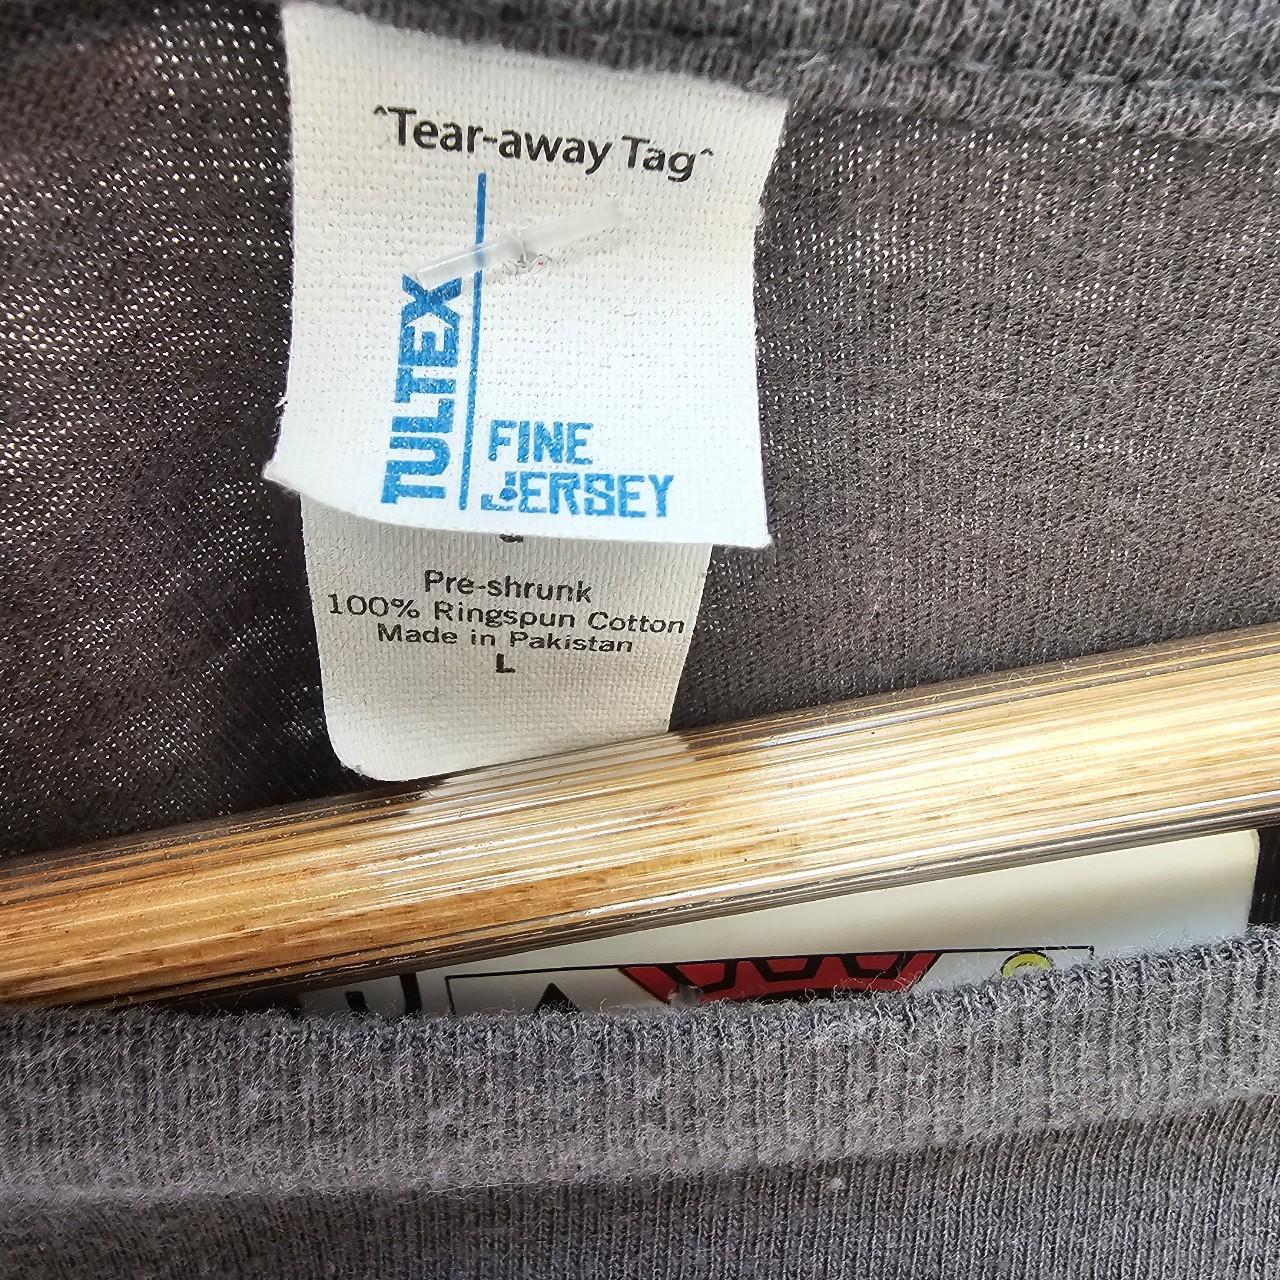 ^Tear-away Tag^
TULTEX
FINE
JERSEY
Pre-shrunk
100% Ringspun Cotton
Made in Pakistan
L